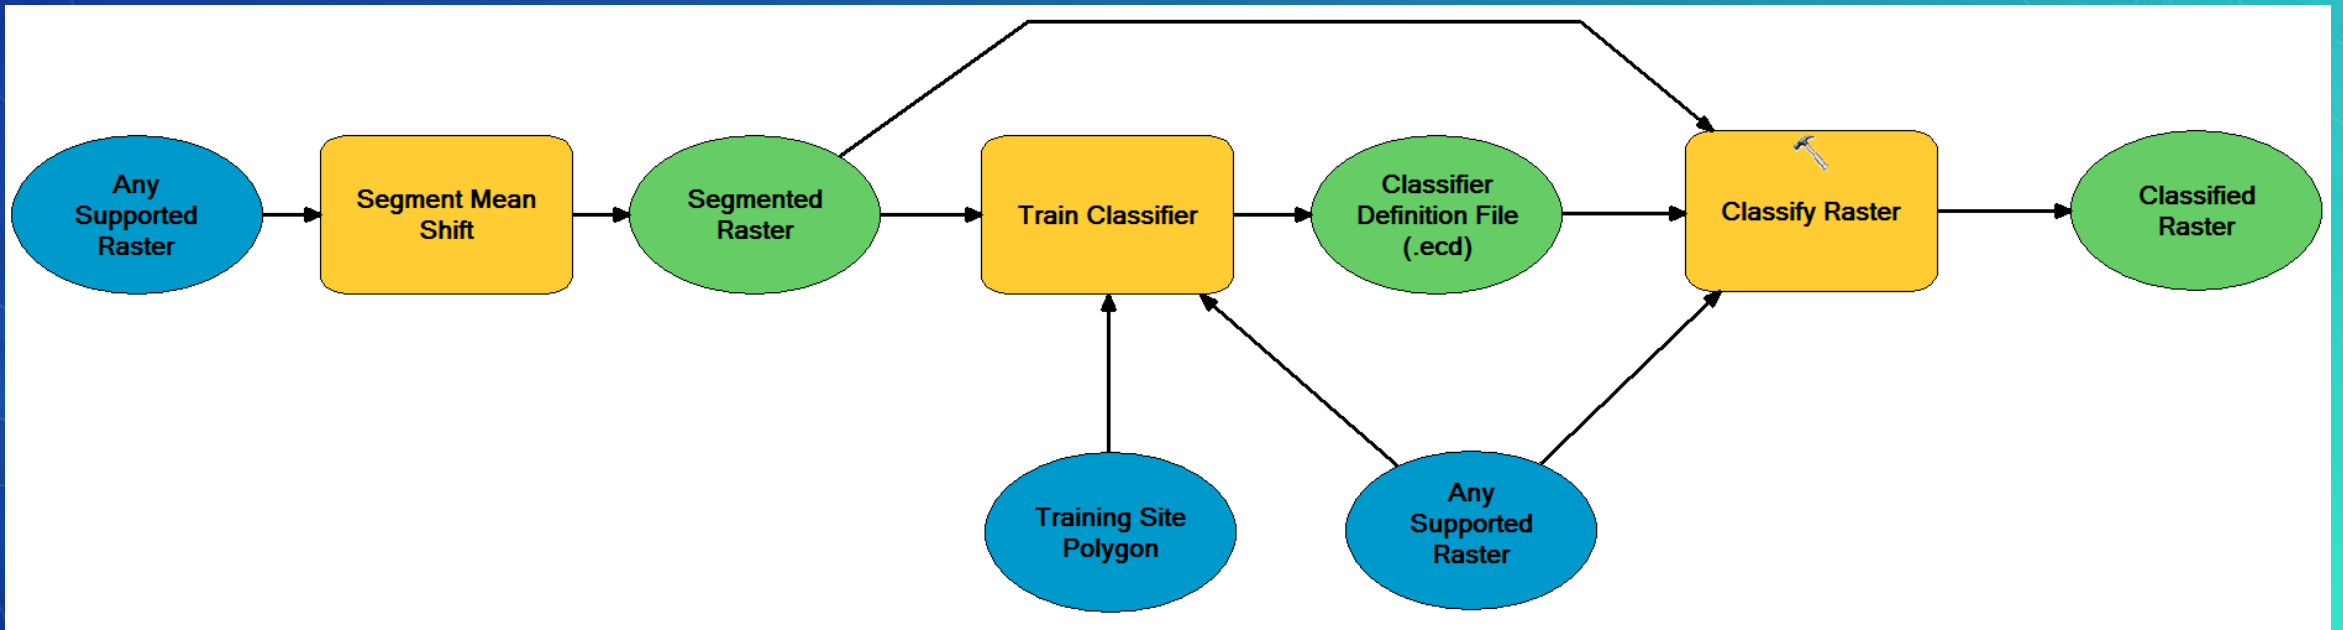 Any
Supported
Raster
Segment Mean
Shift
Segmented
Raster
Train Classifier
Classifier
Definition File
(.ecd)
Classify Raster
Classified
Raster
Training Site
Polygon
Any
Supported
Raster